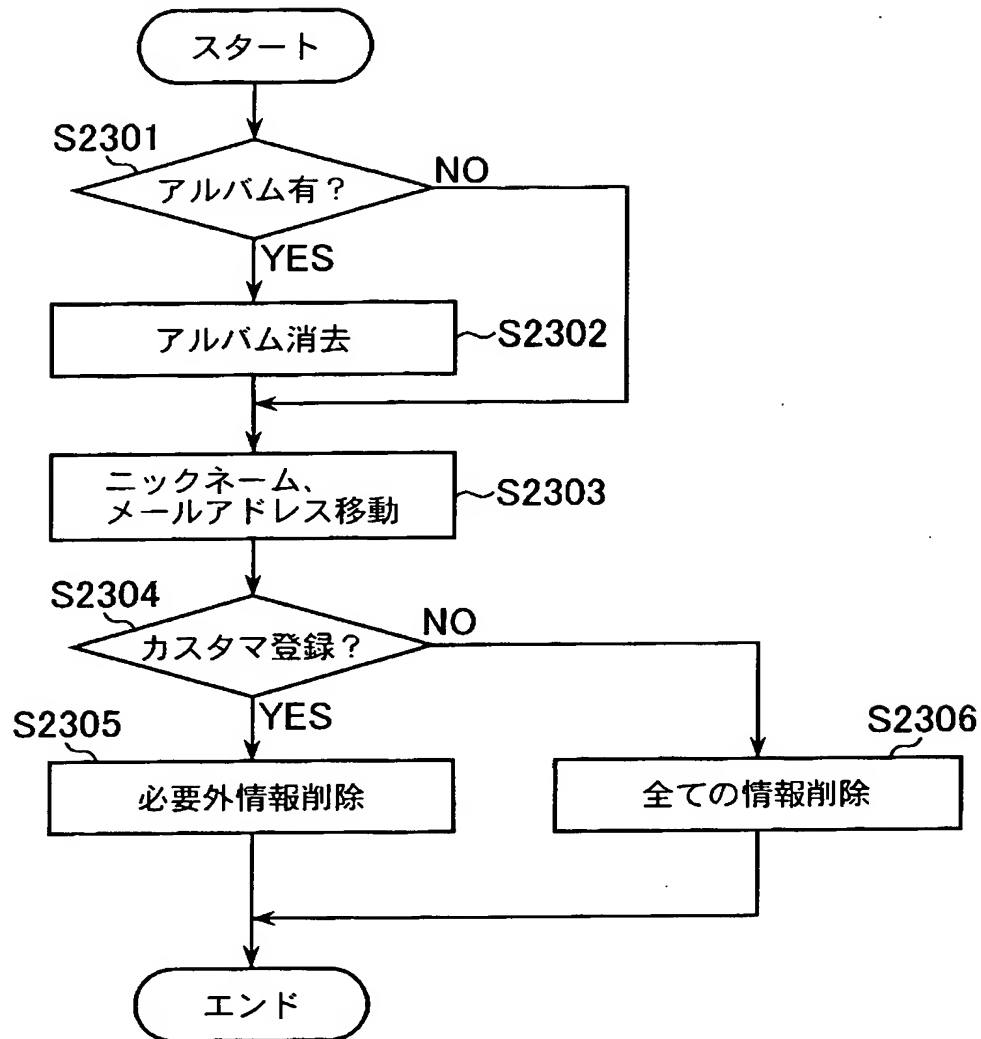 スタート
S2301
アルバム有?
NO
YES
アルバム消去
S2302
ニックネーム、
メールアドレス移動
S2303
S2304
カスタマ登録?
NO
YES
S2305
必要外情報削除
S2306
全ての情報削除
エンド